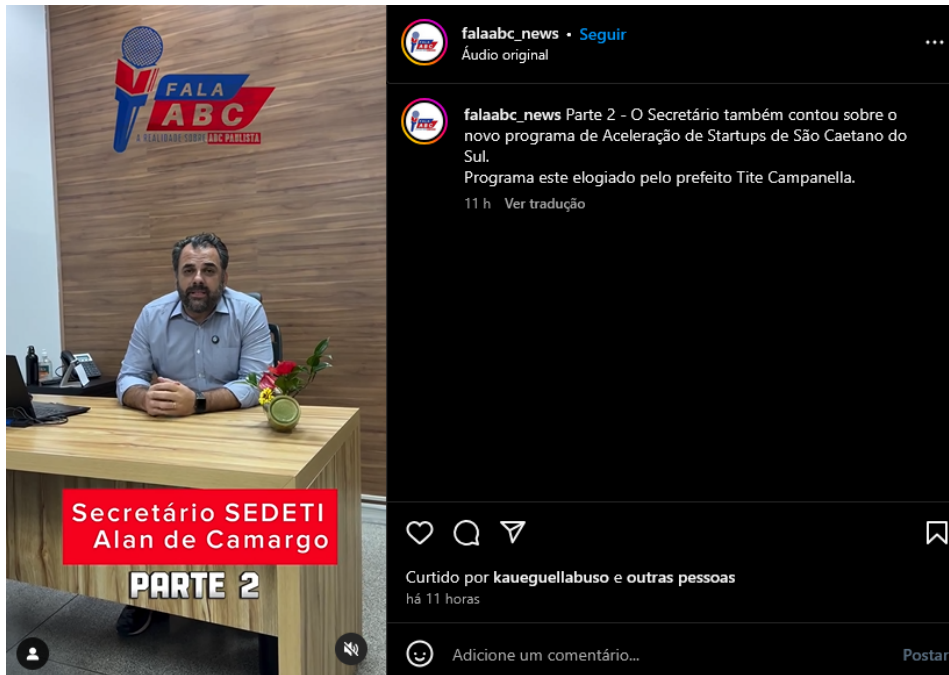 FALA
ABC
A REALIDADE SOBRE ABC PAULISTA
Secretário SEDETI
Alan de Camargo
PARTE 2
falaabc_news • Seguir
Áudio original
falaabc_news Parte 2 - O Secretário também contou sobre o
novo programa de Aceleração de Startups de São Caetano do
Sul.
Programa este elogiado pelo prefeito Tite Campanella.
11 h Ver tradução
Curtido por kaueguellabuso e outras pessoas
há 11 horas
Adicione um comentário...
Postar